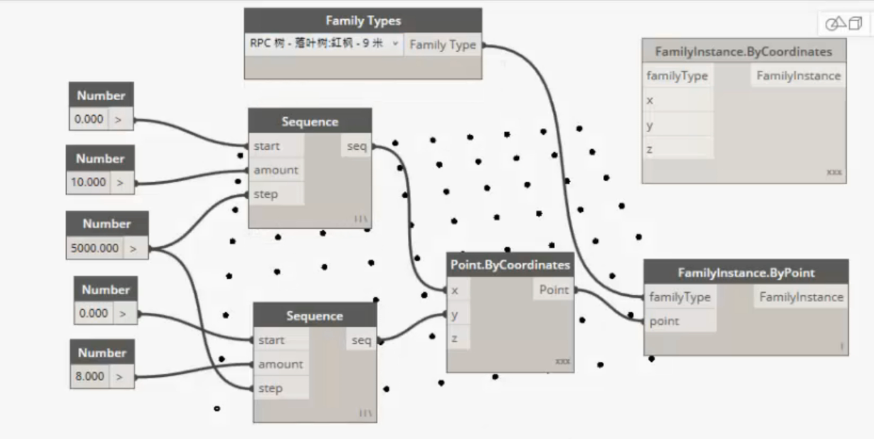 Family Types
RPC 树 - 落叶树:红枫 - 9 米
Family Type
FamilyInstance.ByCoordinates
familyType
FamilyInstance
x
y
z
xxx
Number
0.000 >
Number
10.000 >
Number
5000.000 >
Number
0.000 >
Number
8.000 >
Sequence
start
seq
amount
step
Sequence
start
seq
amount
step
Point.ByCoordinates
x
Point
y
z
xxx
FamilyInstance.ByPoint
familyType
FamilyInstance
point